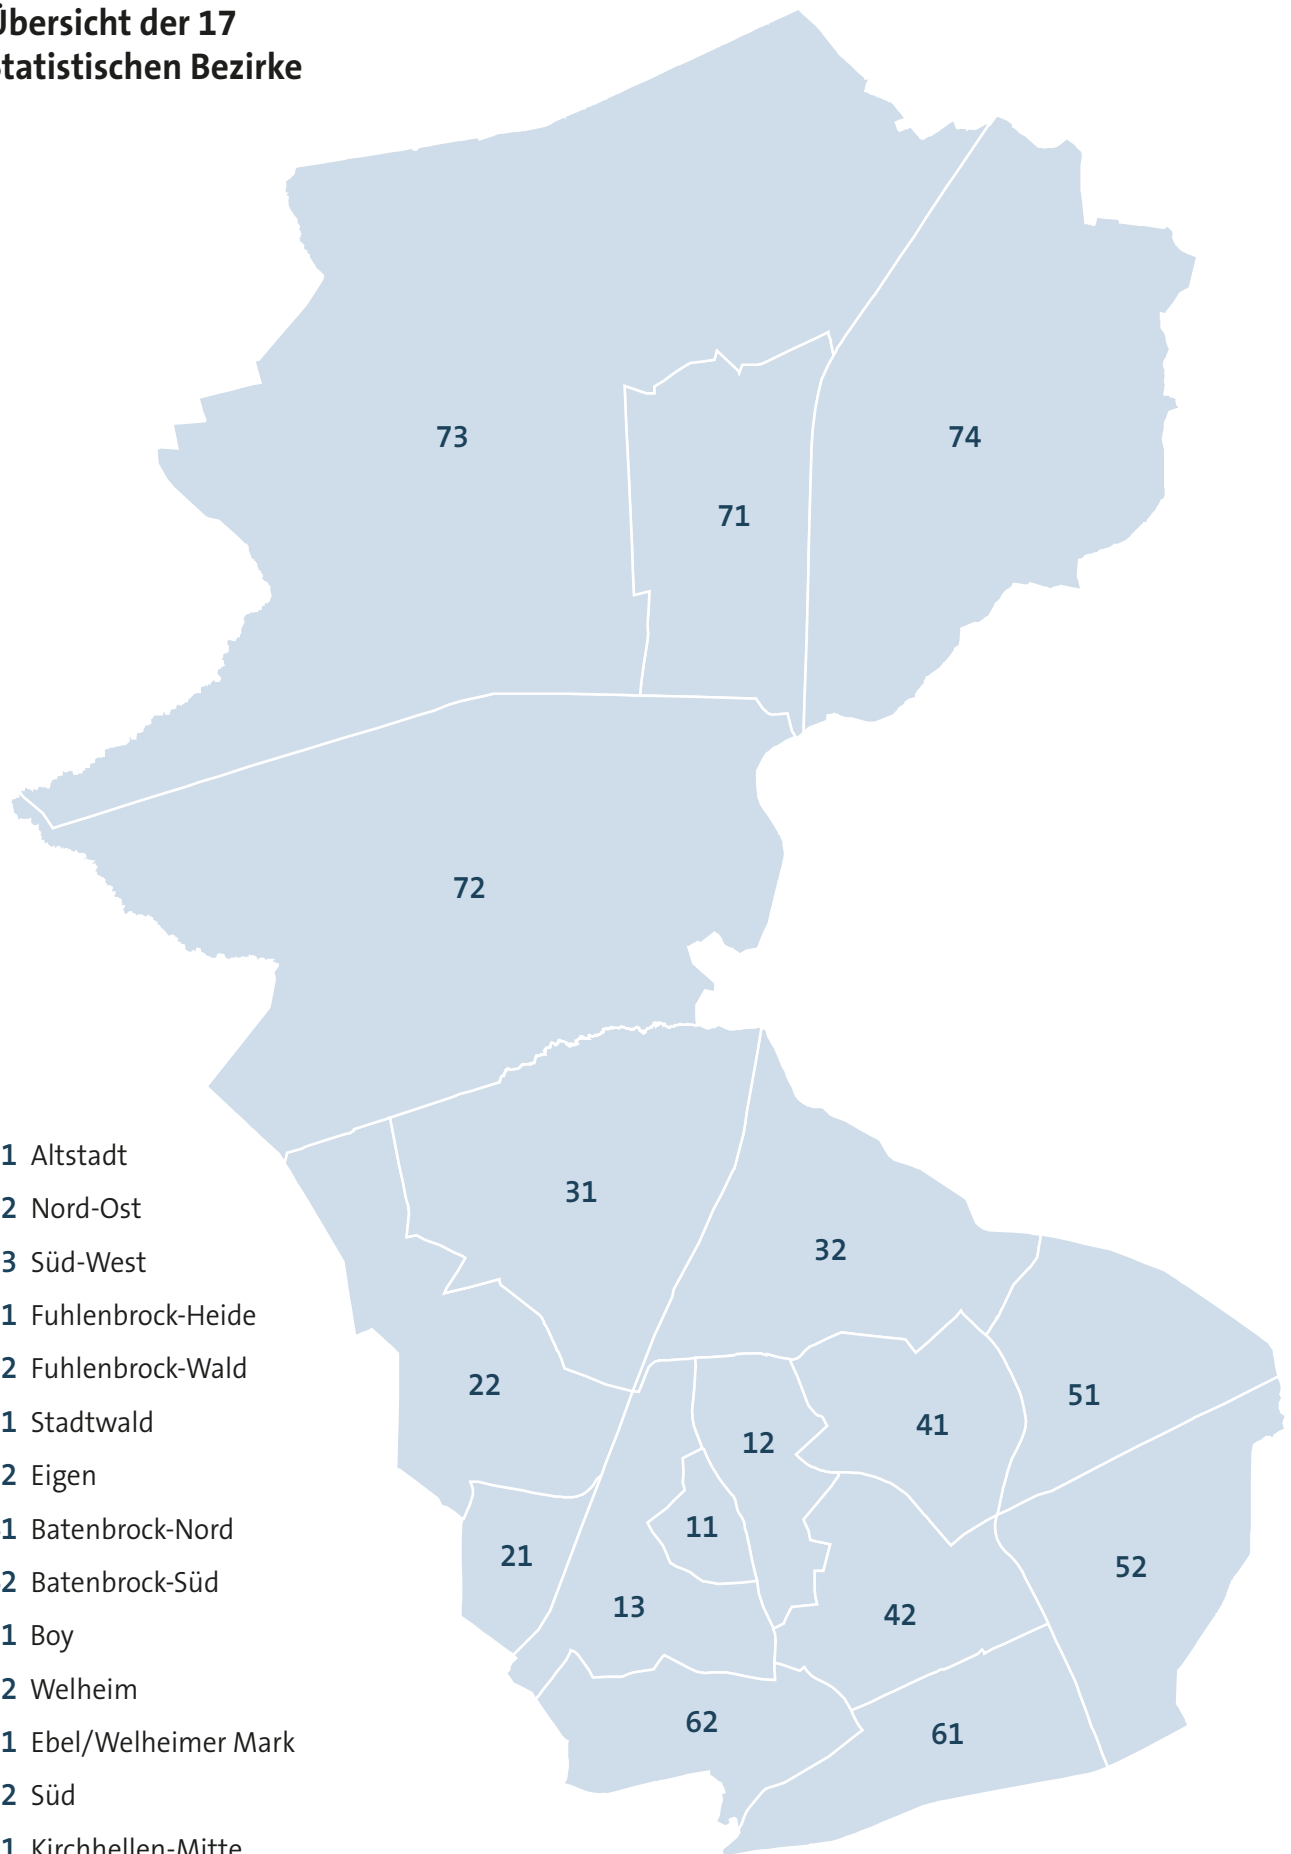 Übersicht der 17
Statistischen Bezirke
73
74
71
72
31
32
22
51
41
12
11
21
52
13
42
62
61
1 Altstadt
2 Nord-Ost
3 Süd-West
1 Fuhlenbrock-Heide
2 Fuhlenbrock-Wald
1 Stadtwald
2 Eigen
1 Batenbrock-Nord
2 Batenbrock-Süd
1 Boy
2 Welheim
1 Ebel/Welheimer Mark
2 Süd
1 Kirchhellen-Mitte